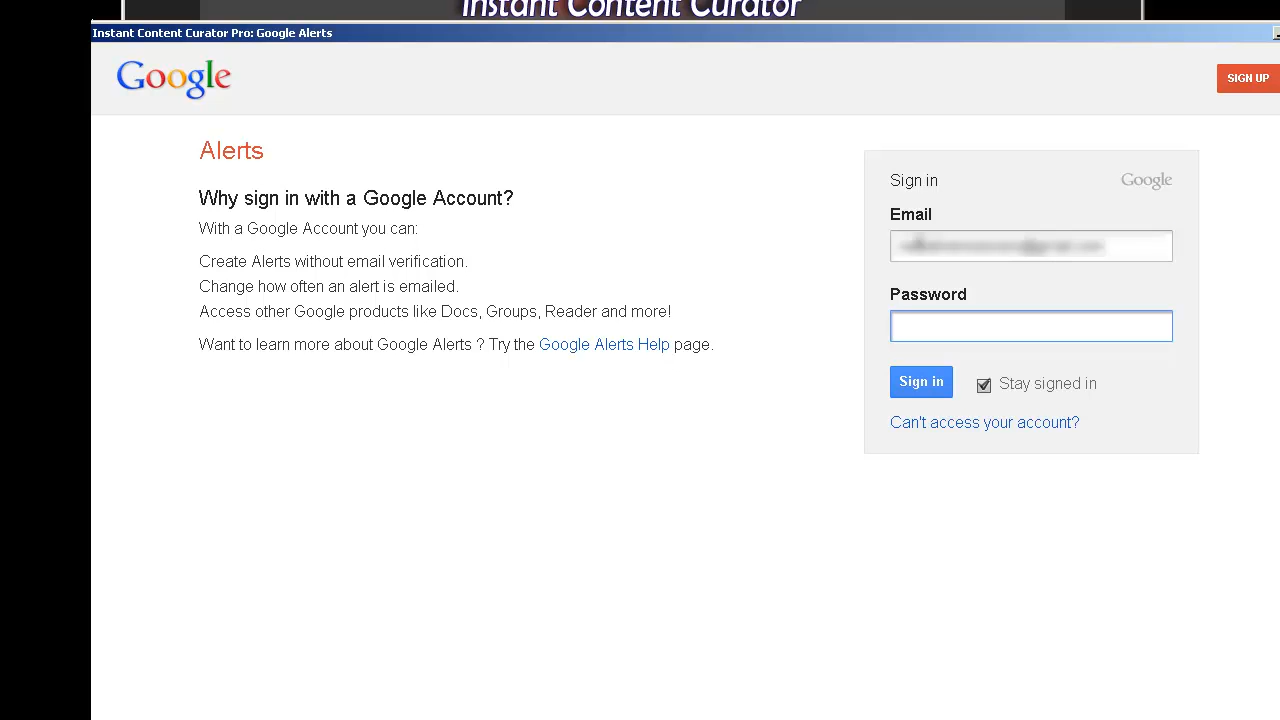 Instant Content Curator
Instant Content Curator Pro: Google Alerts
Google
SIGN UP
Alerts
Why sign in with a Google Account?
With a Google Account you can:
Create Alerts without email verification.
Change how often an alert is emailed.
Access other Google products like Docs, Groups, Reader and more!
Want to learn more about Google Alerts ? Try the Google Alerts Help page.
Sign in Google
Email
Password
Sign in Stay signed in
Can't access your account?